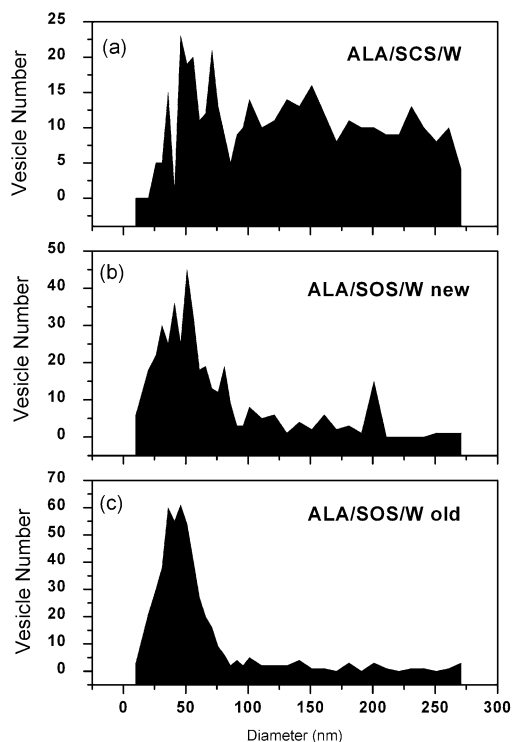 (a)
ALA/SCS/W
Vesicle Number
25
20
15
10
5
0
(b)
ALA/SOS/W new
Vesicle Number
50
40
30
20
10
0
(c)
ALA/SOS/W old
Vesicle Number
70
60
50
40
30
20
10
0
0 50 100 150 200 250 300
Diameter (nm)